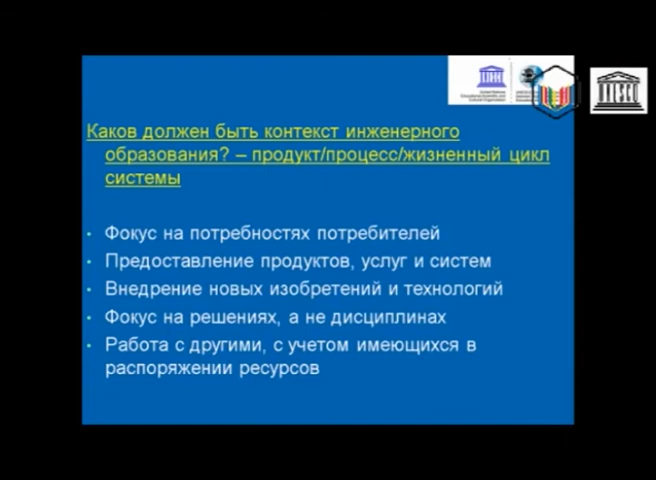 Каков должен быть контекст инженерного
образования? – продукт/процесс/жизненный цикл
системы
• Фокус на потребностях потребителей
• Предоставление продуктов, услуг и систем
• Внедрение новых изобретений и технологий
• Фокус на решениях, а не дисциплинах
• Работа с другими, с учетом имеющихся в
распоряжении ресурсов